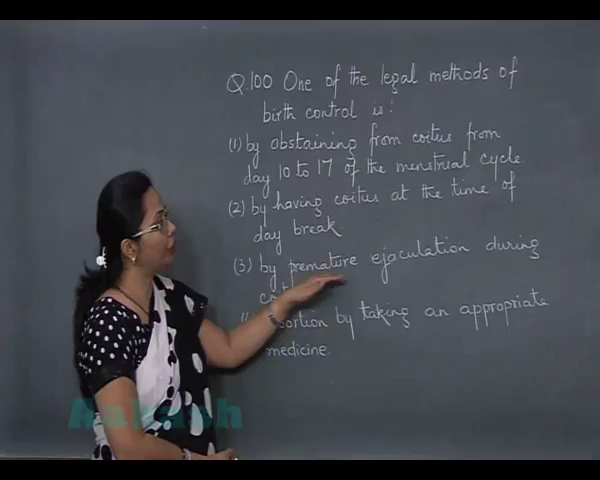 Q.100 One of the legal methods of
birth control is:
(1) by abstaining from coitus from
day 10 to 17 of the menstrual cycle.
(2) by having coitus at the time of
day break
(3) by premature ejaculation during
by taking an appropriate
medicine.
Aakash